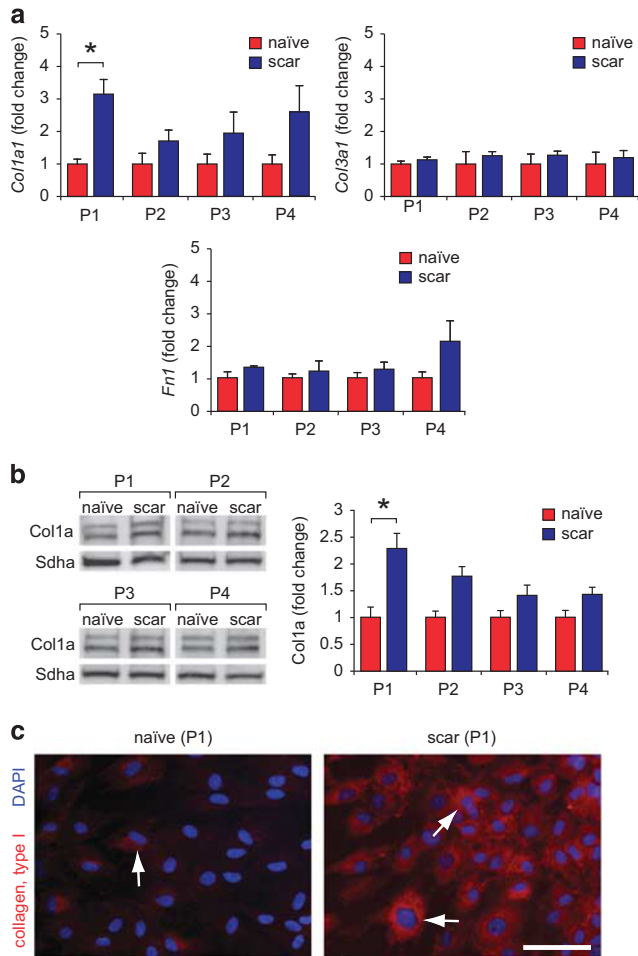 a
5
4
3
2
1
0
Col1a1 (fold change)
*
naïve
scar
P1 P2 P3 P4
5
4
3
2
1
0
Col3a1 (fold change)
naïve
scar
P1 P2 P3 P4
5
4
3
2
1
0
Fn1 (fold change)
naïve
scar
P1 P2 P3 P4
b
P1 P2
naïve scar naïve scar
Col1a
Sdha
P3 P4
naïve scar naïve scar
Col1a
Sdha
3
2.5
2
1.5
1
0.5
0
Col1a (fold change)
*
naïve
scar
P1 P2 P3 P4
c
naïve (P1) scar (P1)
collagen, type I DAPI